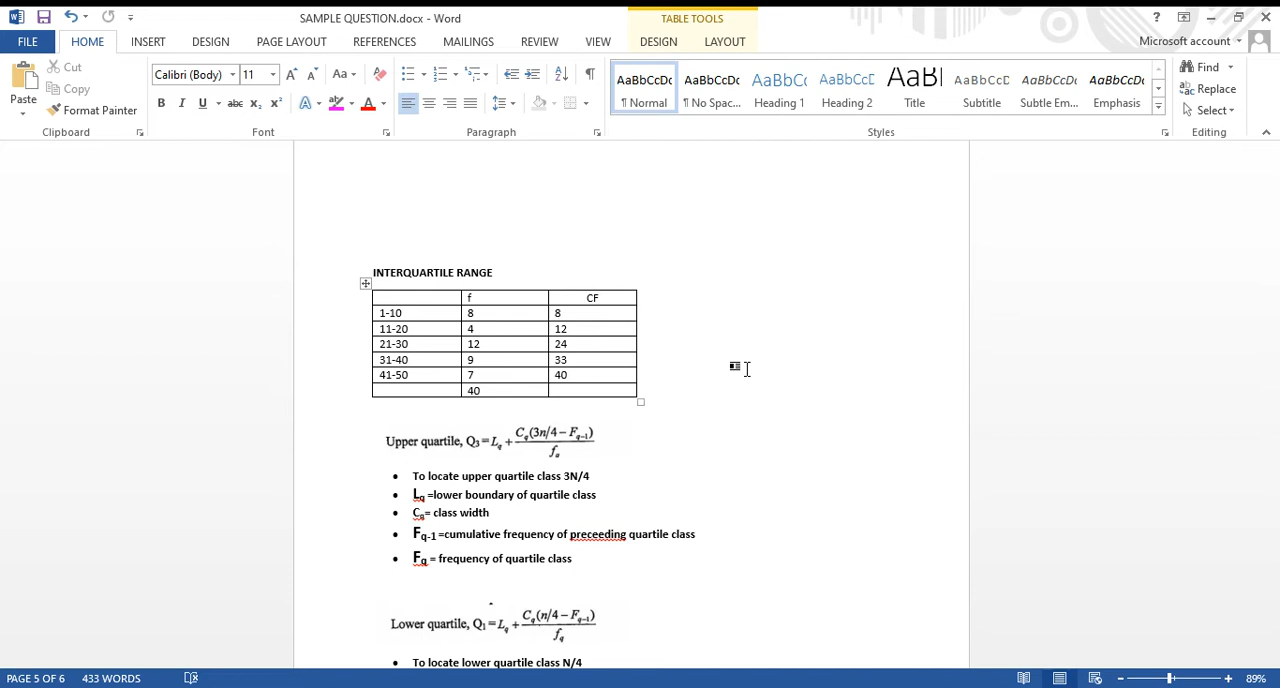 SAMPLE QUESTION.docx - Word
TABLE TOOLS
?
FILE HOME INSERT DESIGN PAGE LAYOUT REFERENCES MAILINGS REVIEW VIEW DESIGN LAYOUT
Microsoft account
Paste
Cut
Copy
Format Painter
Clipboard
Calibri (Body) 11
Font
Paragraph
AaBbCcDc AaBbCcDc AaBbCc AaBbCcD AaBl AaBbCcD AaBbCcDc AaBbCcDc
¶ Normal ¶ No Spac... Heading 1 Heading 2 Title Subtitle Subtle Em... Emphasis
Styles
Find
Replace
Select
Editing
INTERQUARTILE RANGE
f CF
1-10 8 8
11-20 4 12
21-30 12 24
31-40 9 33
41-50 7 40
40
Upper quartile, Q3 = Lq + Cq(3n/4 − Fq-1) / fq
• To locate upper quartile class 3N/4
• Lq =lower boundary of quartile class
• Cq= class width
• Fq-1 =cumulative frequency of preceeding quartile class
• Fq = frequency of quartile class
Lower quartile, Q1 = Lq + Cq(n/4 − Fq-1) / fq
• To locate lower quartile class N/4
PAGE 5 OF 6 433 WORDS
89%